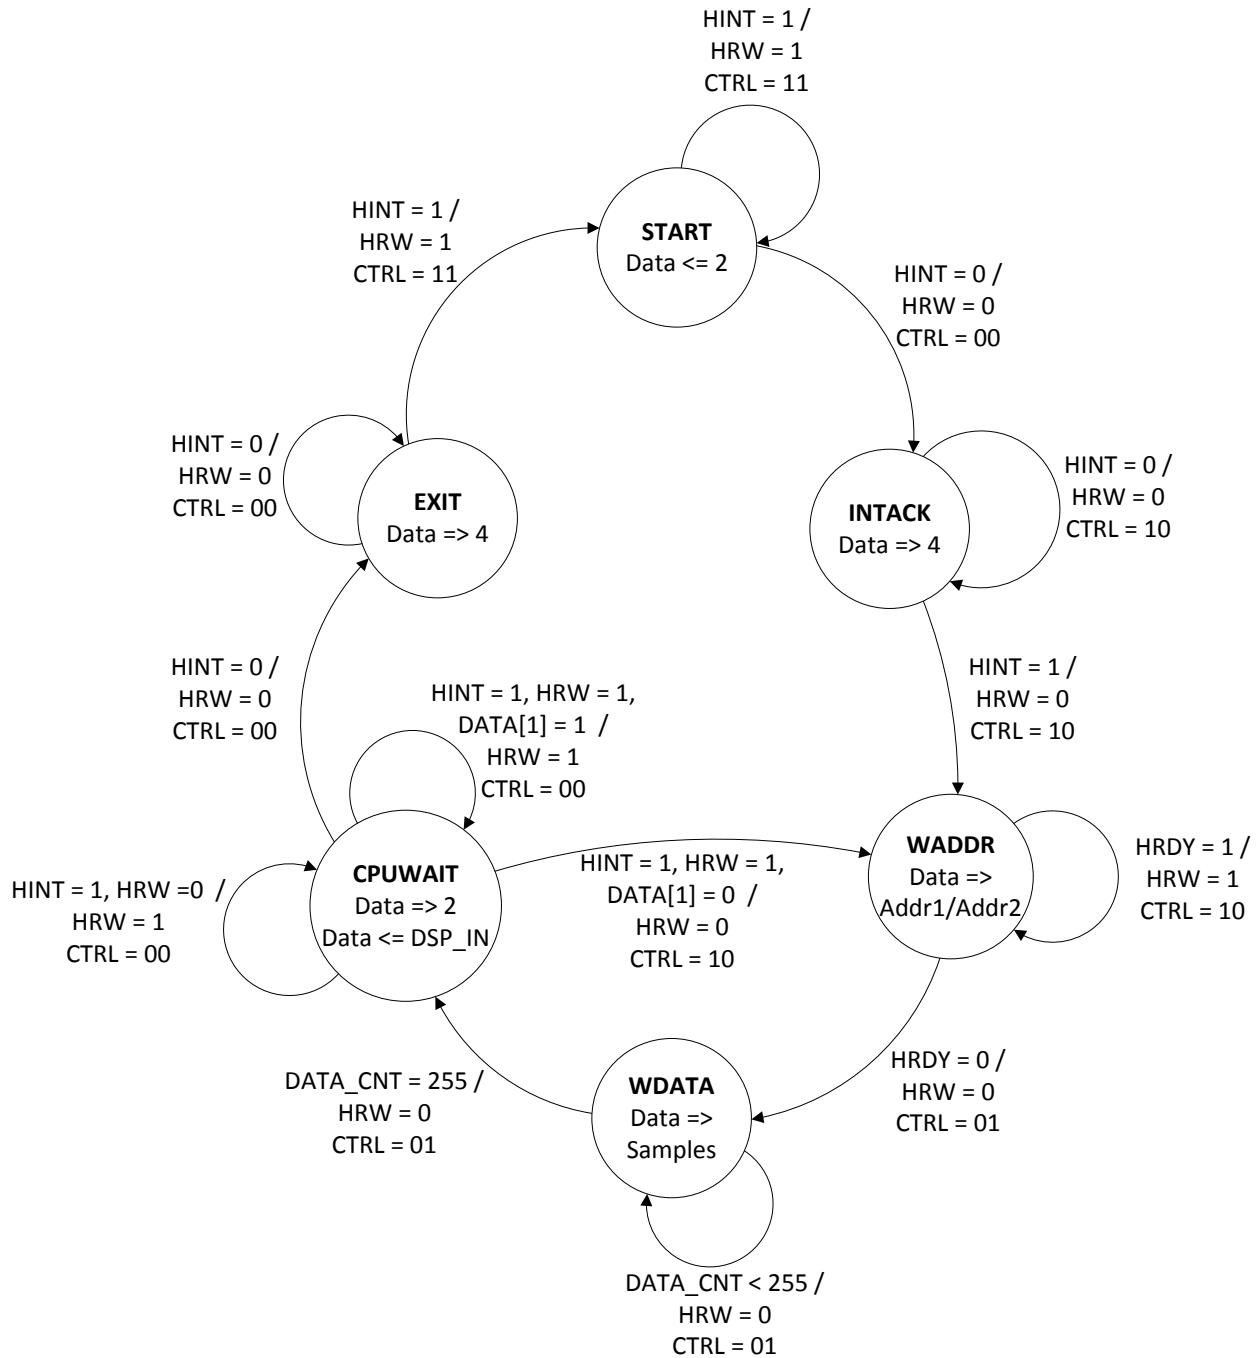 HINT = 1 /
HRW = 1
CTRL = 11
HINT = 1 /
HRW = 1
CTRL = 11
START
Data <= 2
HINT = 0 /
HRW = 0
CTRL = 00
HINT = 0 /
HRW = 0
CTRL = 00
EXIT
Data => 4
INTACK
Data => 4
HINT = 0 /
HRW = 0
CTRL = 10
HINT = 0 /
HRW = 0
CTRL = 00
HINT = 1, HRW = 1,
DATA[1] = 1 /
HRW = 1
CTRL = 00
HINT = 1 /
HRW = 0
CTRL = 10
HINT = 1, HRW =0 /
HRW = 1
CTRL = 00
CPUWAIT
Data => 2
Data <= DSP_IN
HINT = 1, HRW = 1,
DATA[1] = 0 /
HRW = 0
CTRL = 10
WADDR
Data =>
Addr1/Addr2
HRDY = 1 /
HRW = 1
CTRL = 10
DATA_CNT = 255 /
HRW = 0
CTRL = 01
WDATA
Data =>
Samples
HRDY = 0 /
HRW = 0
CTRL = 01
DATA_CNT < 255 /
HRW = 0
CTRL = 01